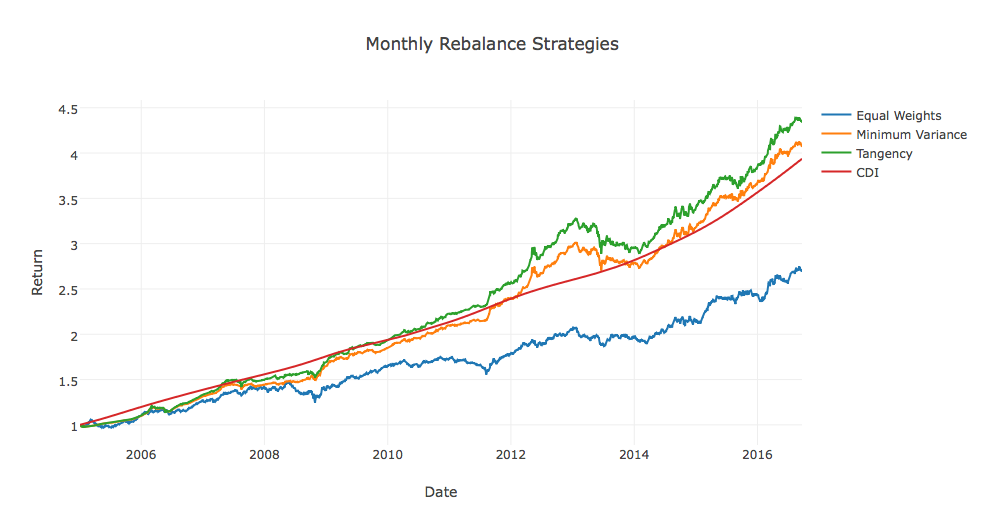 Monthly Rebalance Strategies
4.5
4
3.5
3
2.5
2
1.5
1
Return
2006 2008 2010 2012 2014 2016
Date
Equal Weights
Minimum Variance
Tangency
CDI